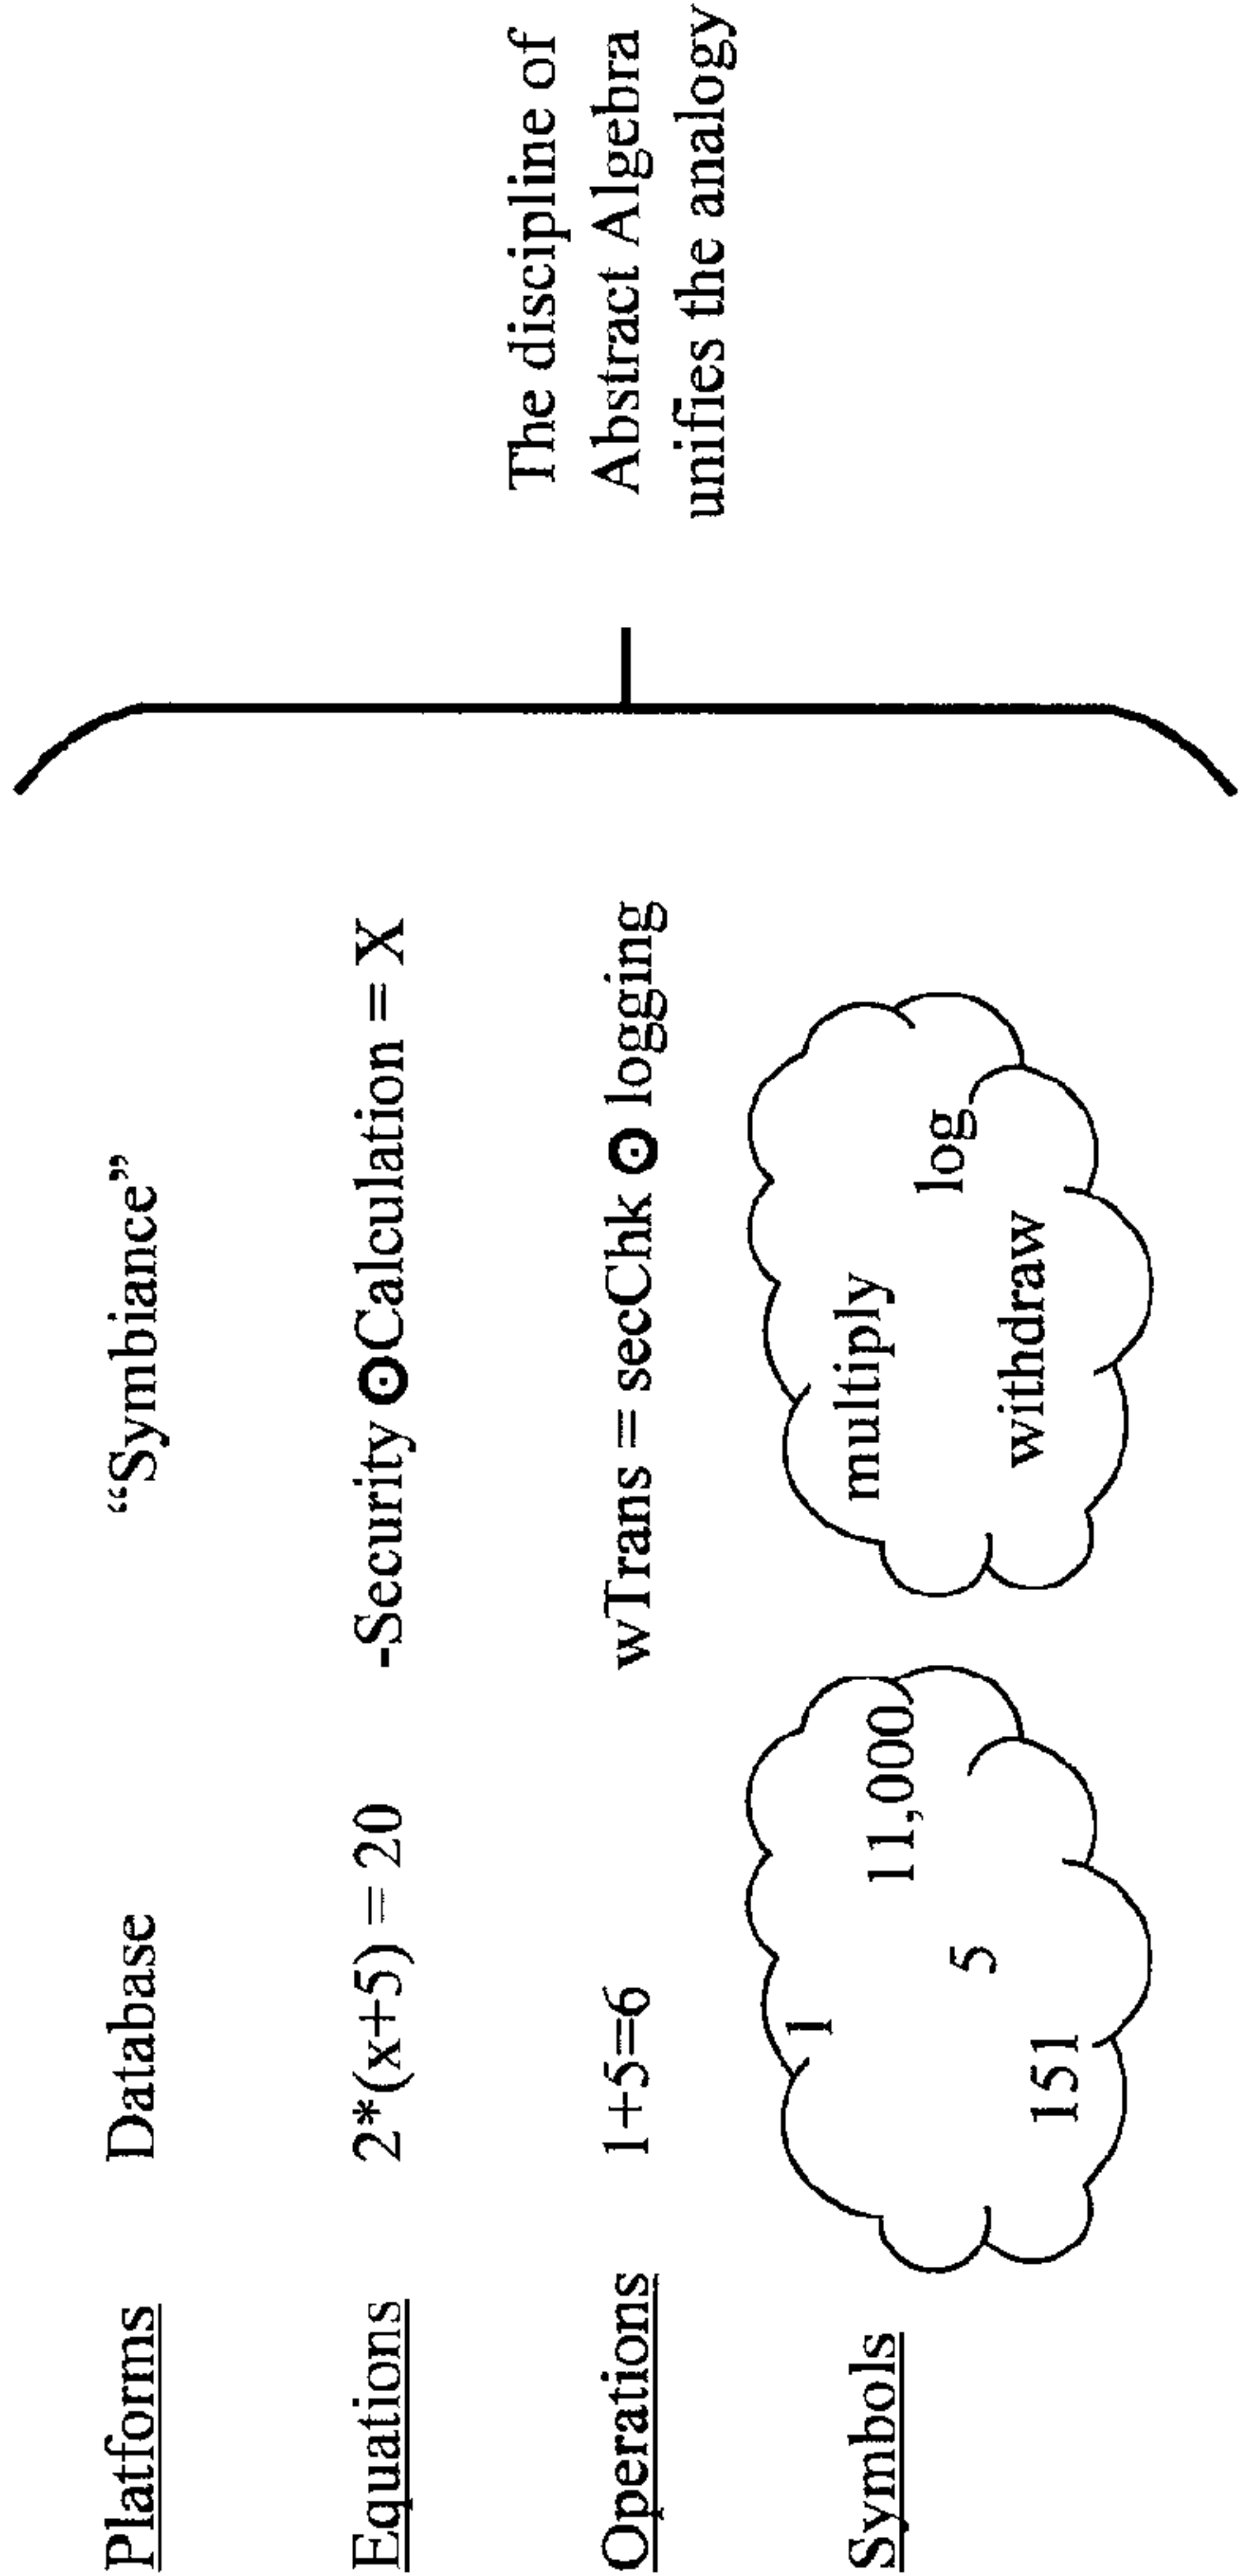 Platforms Database “Symbiance”
Equations 2*(x+5) = 20 -Security ⊙Calculation = X
Operations 1+5=6 wTrans = secChk ⊙ logging
Symbols
1
11,000
5
151
multiply
log
withdraw
The discipline of
Abstract Algebra
unifies the analogy